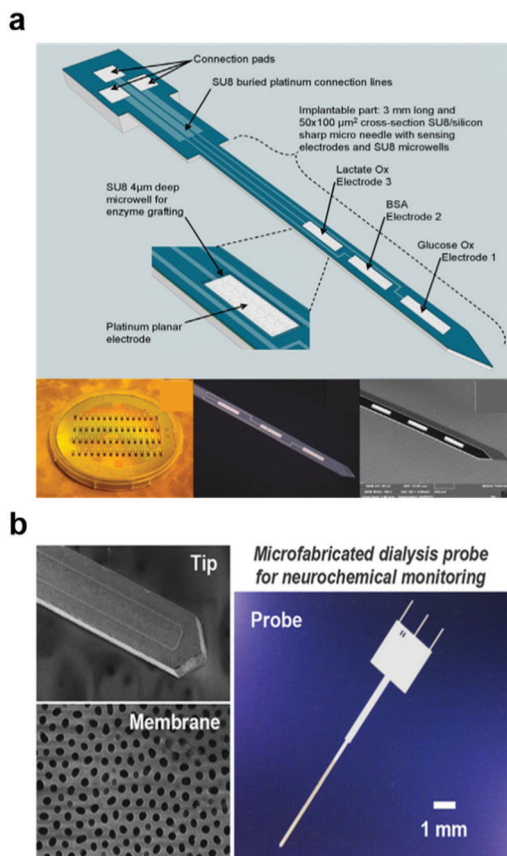 a
Connection pads
SU8 buried platinum connection lines
Implantable part: 3 mm long and
50x100 µm² cross-section SU8/silicon
sharp micro needle with sensing
electrodes and SU8 microwells
Lactate Ox
Electrode 3
SU8 4µm deep
microwell for
enzyme grafting
BSA
Electrode 2
Glucose Ox
Electrode 1
Platinum planar
electrode
b
Tip
Microfabricated dialysis probe
for neurochemical monitoring
Probe
Membrane
1 mm